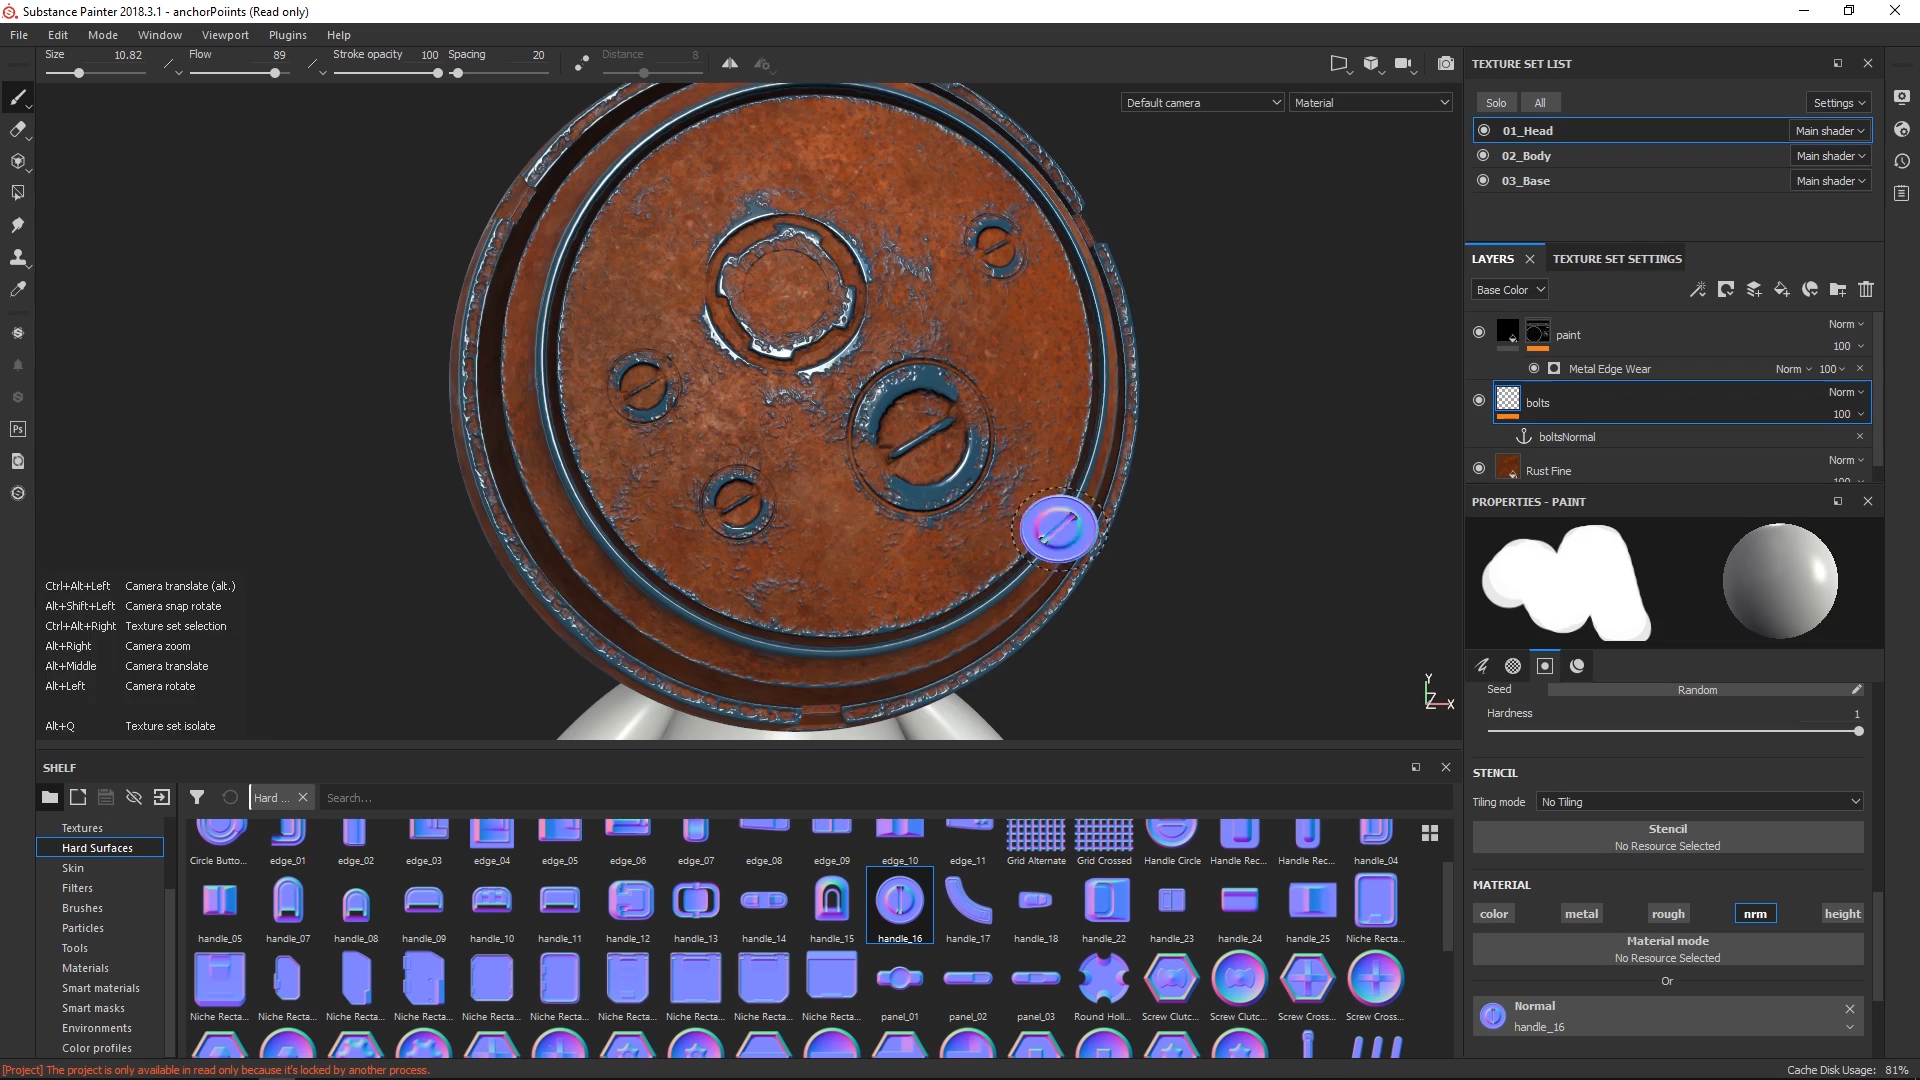 Substance Painter 2018.3.1 - anchorPoiints (Read only)
File Edit Mode Window Viewport Plugins Help
Size 10.82 Flow 89 Stroke opacity 100 Spacing 20 Distance 8
Default camera Material
Ctrl+Alt+Left Camera translate (alt.)
Alt+Shift+Left Camera snap rotate
Ctrl+Alt+Right Texture set selection
Alt+Right Camera zoom
Alt+Middle Camera translate
Alt+Left Camera rotate
Alt+Q Texture set isolate
Y
Z X
TEXTURE SET LIST
Solo All Settings
01_Head Main shader
02_Body Main shader
03_Base Main shader
LAYERS TEXTURE SET SETTINGS
Base Color
paint Norm 100
Metal Edge Wear Norm 100
bolts Norm 100
boltsNormal
Rust Fine Norm
PROPERTIES - PAINT
Seed Random
Hardness 1
STENCIL
Tiling mode No Tiling
Stencil
No Resource Selected
MATERIAL
color metal rough nrm height
Material mode
No Resource Selected
Or
Normal
handle_16
SHELF
Hard ... Search...
Textures
Hard Surfaces
Skin
Filters
Brushes
Particles
Tools
Materials
Smart materials
Smart masks
Environments
Color profiles
Circle Butto... edge_01 edge_02 edge_03 edge_04 edge_05 edge_06 edge_07 edge_08 edge_09 edge_10 edge_11 Grid Alternate Grid Crossed Handle Circle Handle Rec... Handle Rec... handle_04
handle_05 handle_07 handle_08 handle_09 handle_10 handle_11 handle_12 handle_13 handle_14 handle_15 handle_16 handle_17 handle_18 handle_22 handle_23 handle_24 handle_25 Niche Recta...
Niche Recta... Niche Recta... Niche Recta... Niche Recta... Niche Recta... Niche Recta... Niche Recta... Niche Recta... Niche Recta... Niche Recta... panel_01 panel_02 panel_03 Round Holl... Screw Clutc... Screw Clutc... Screw Cross... Screw Cross...
Ps
[Project] The project is only available in read only because it's locked by another process.
Cache Disk Usage: 81%